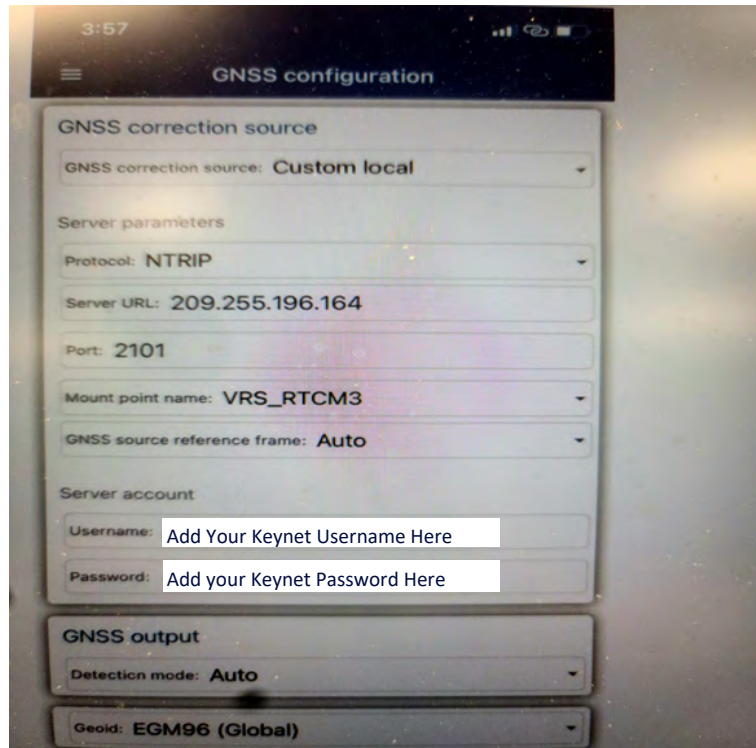 3:57
GNSS configuration
GNSS correction source
GNSS correction source: Custom local
Server parameters
Protocol: NTRIP
Server URL: 209.255.196.164
Port: 2101
Mount point name: VRS_RTCM3
GNSS source reference frame: Auto
Server account
Username: Add Your Keynet Username Here
Password: Add your Keynet Password Here
GNSS output
Detection mode: Auto
Geoid: EGM96 (Global)